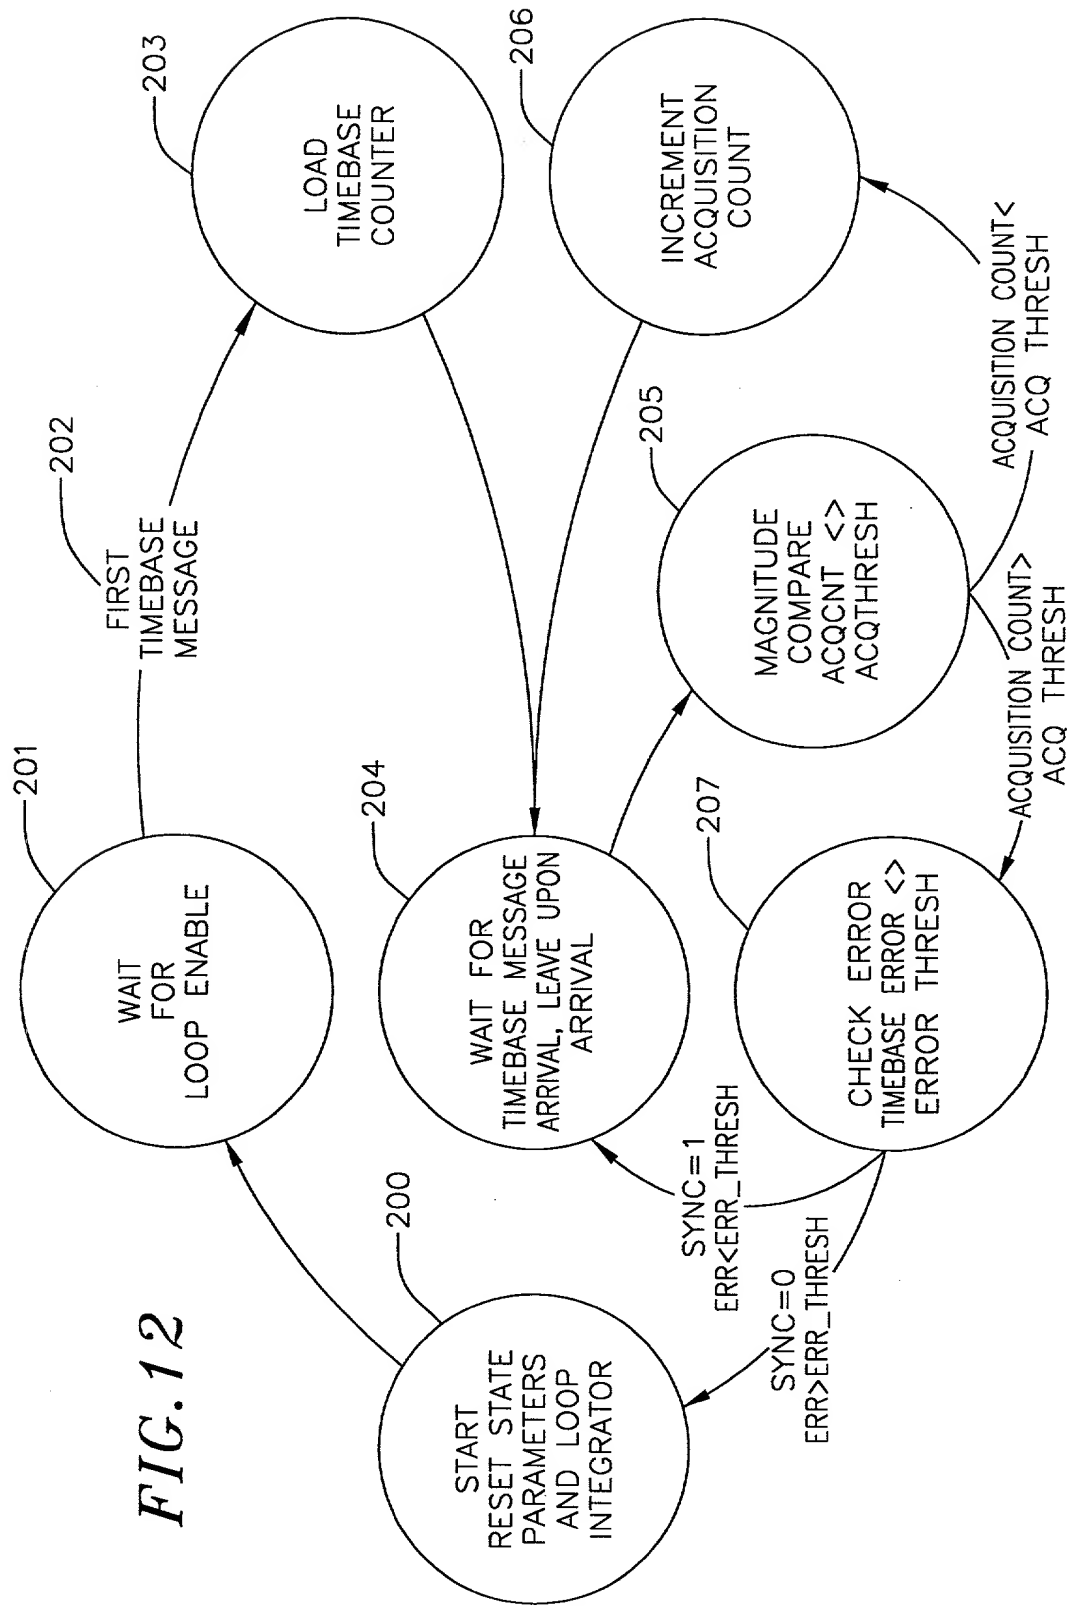 FIG.12
START
RESET STATE
PARAMETERS
AND LOOP
INTEGRATOR
200
WAIT
FOR
LOOP ENABLE
201
FIRST
TIMEBASE
MESSAGE
202
LOAD
TIMEBASE
COUNTER
203
WAIT FOR
TIMEBASE MESSAGE
ARRIVAL, LEAVE UPON
ARRIVAL
204
MAGNITUDE
COMPARE
ACQCNT <>
ACQTHRESH
205
INCREMENT
ACQUISITION
COUNT
206
ACQUISITION COUNT<
ACQ THRESH
ACQUISITION COUNT>
ACQ THRESH
CHECK ERROR
TIMEBASE ERROR <>
ERROR THRESH
207
SYNC=1
ERR<ERR_THRESH
SYNC=0
ERR>ERR_THRESH